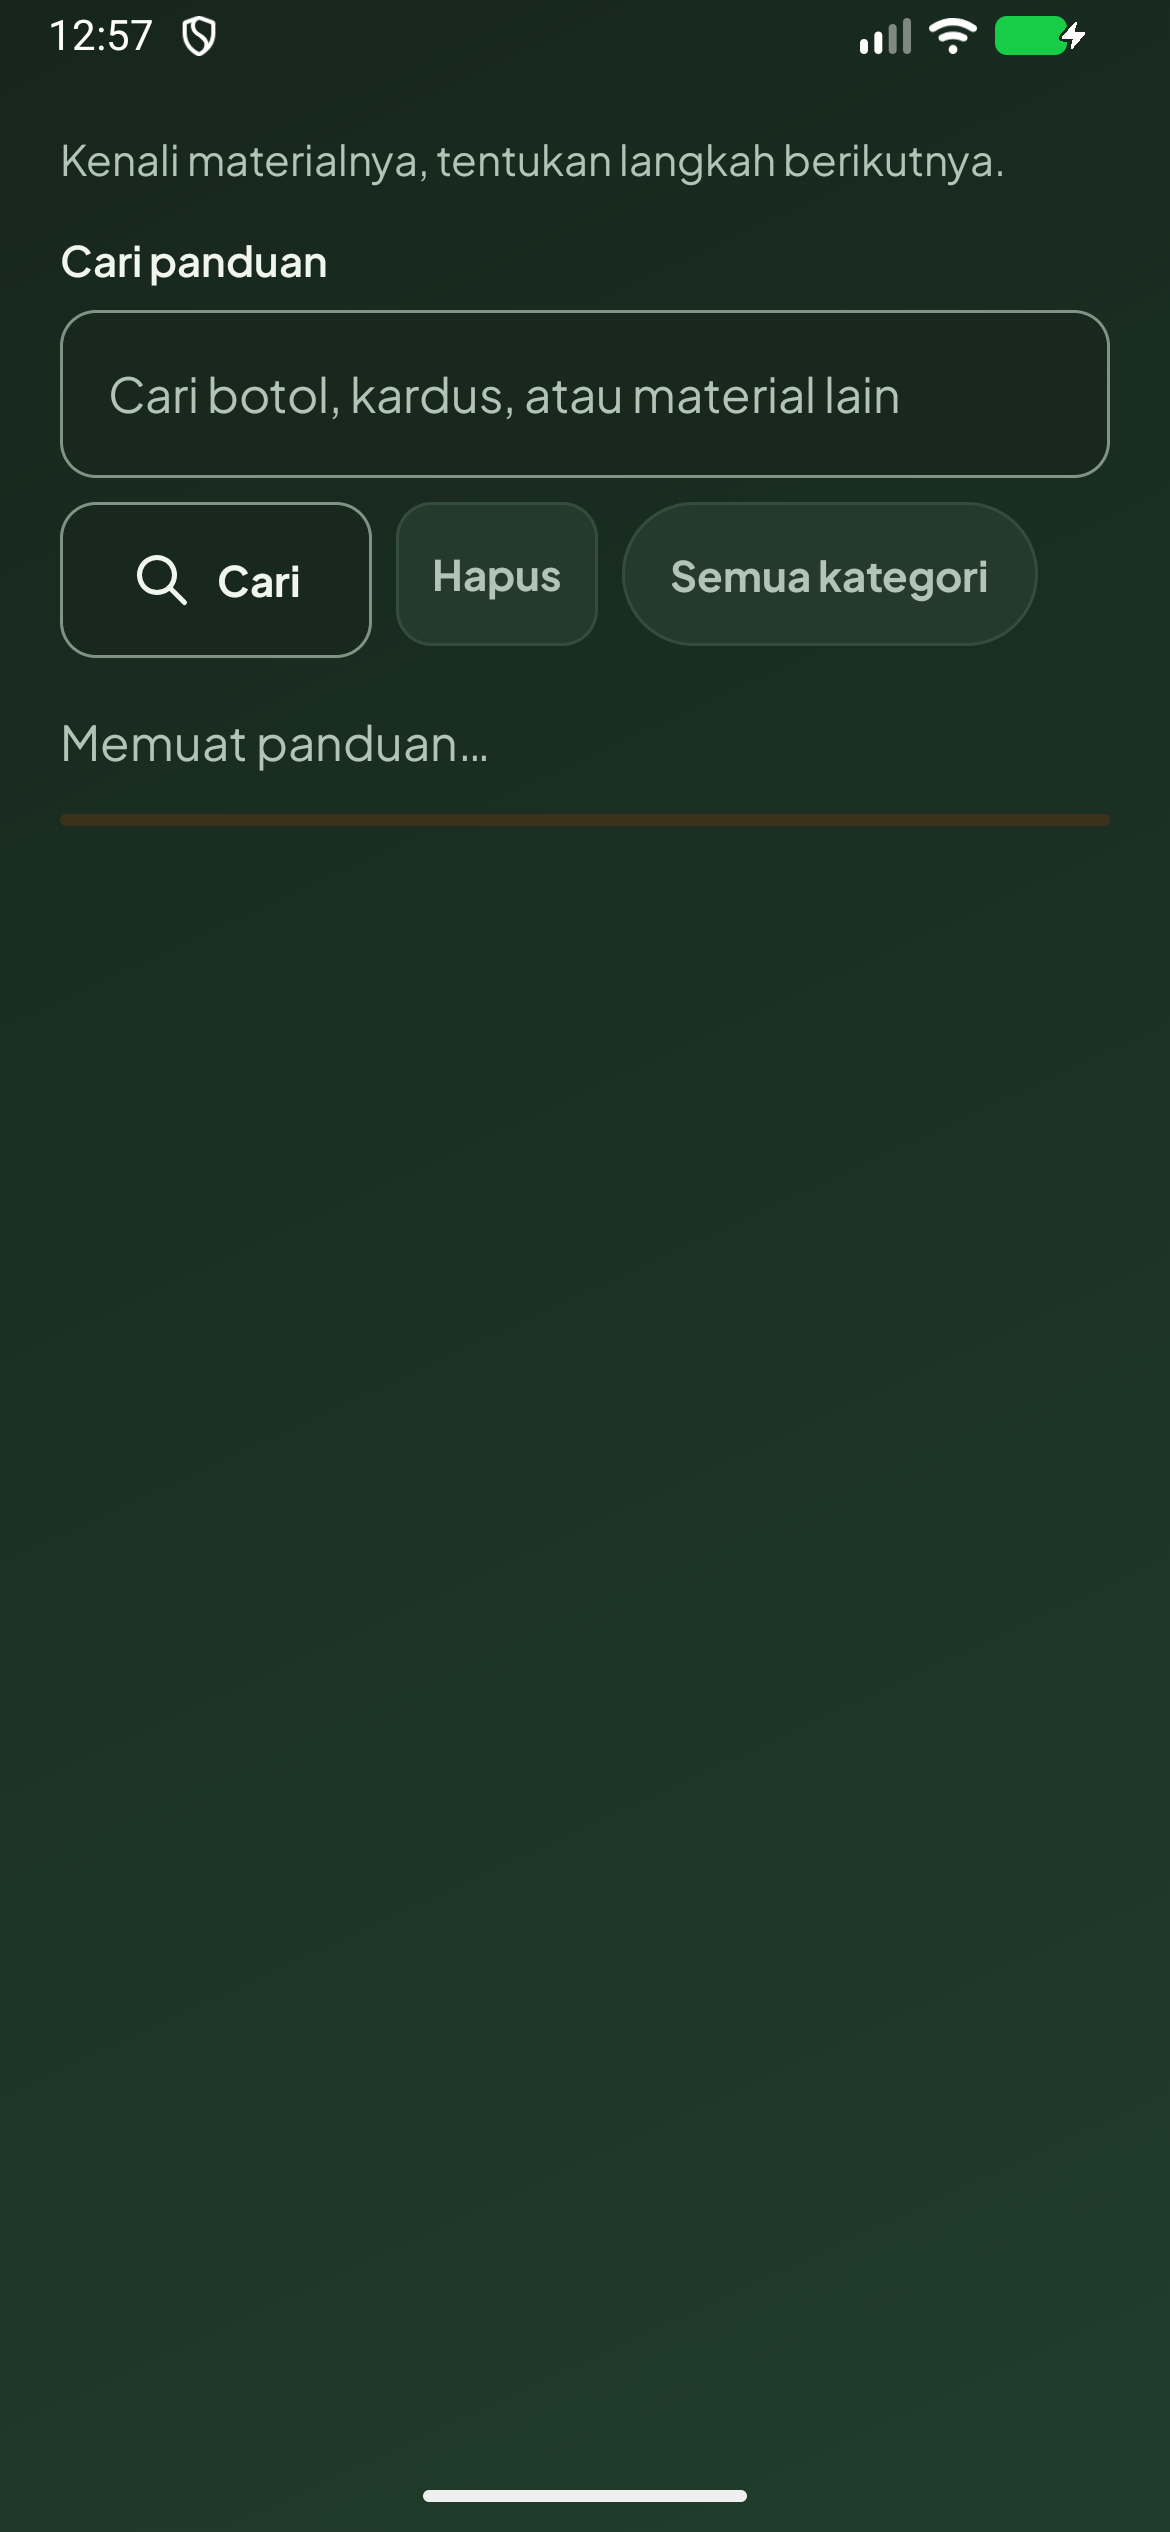 12:57
Kenali materialnya, tentukan langkah berikutnya.
Cari panduan
Cari botol, kardus, atau material lain
Cari
Hapus
Semua kategori
Memuat panduan...